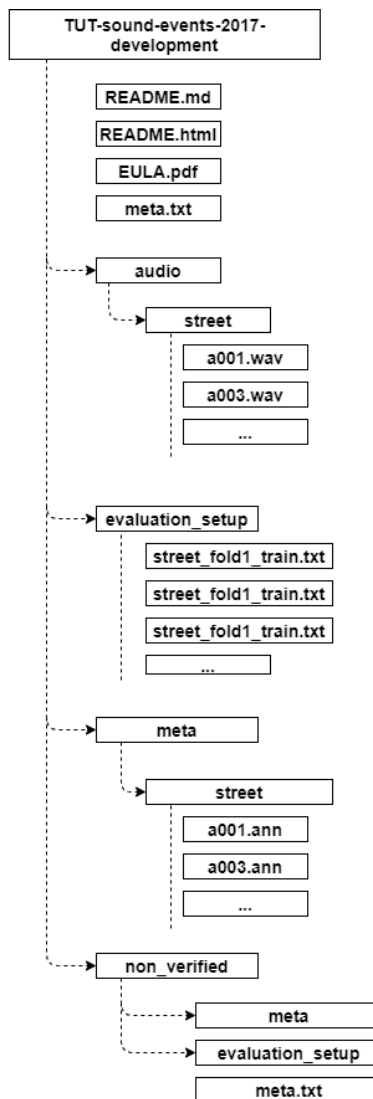 TUT-sound-events-2017-
development
README.md
README.html
EULA.pdf
meta.txt
audio
street
a001.wav
a003.wav
...
evaluation_setup
street_fold1_train.txt
street_fold1_train.txt
street_fold1_train.txt
...
meta
street
a001.ann
a003.ann
...
non_verified
meta
evaluation_setup
meta.txt